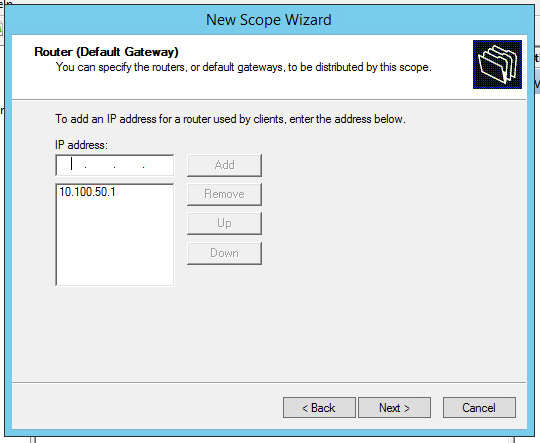 New Scope Wizard
Router (Default Gateway)
You can specify the routers, or default gateways, to be distributed by this scope.
To add an IP address for a router used by clients, enter the address below.
IP address:
. . .
Add
10.100.50.1
Remove
Up
Down
< Back
Next >
Cancel